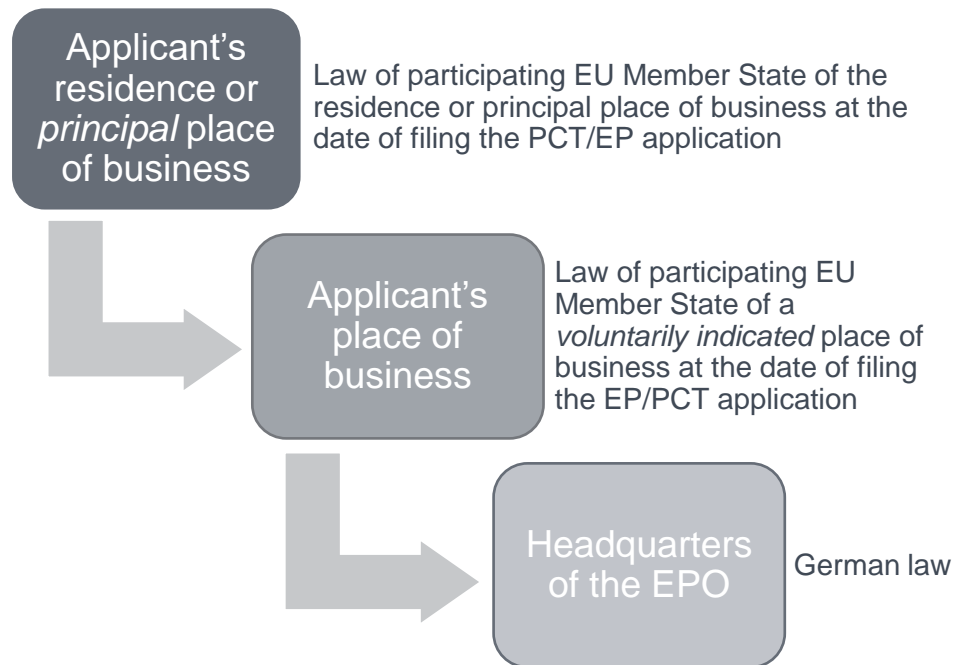 Applicant’s
residence or
principal place
of business
Law of participating EU Member State of the
residence or principal place of business at the
date of filing the PCT/EP application
Applicant’s
place of
business
Law of participating EU
Member State of a
voluntarily indicated place of
business at the date of filing
the EP/PCT application
Headquarters
of the EPO
German law